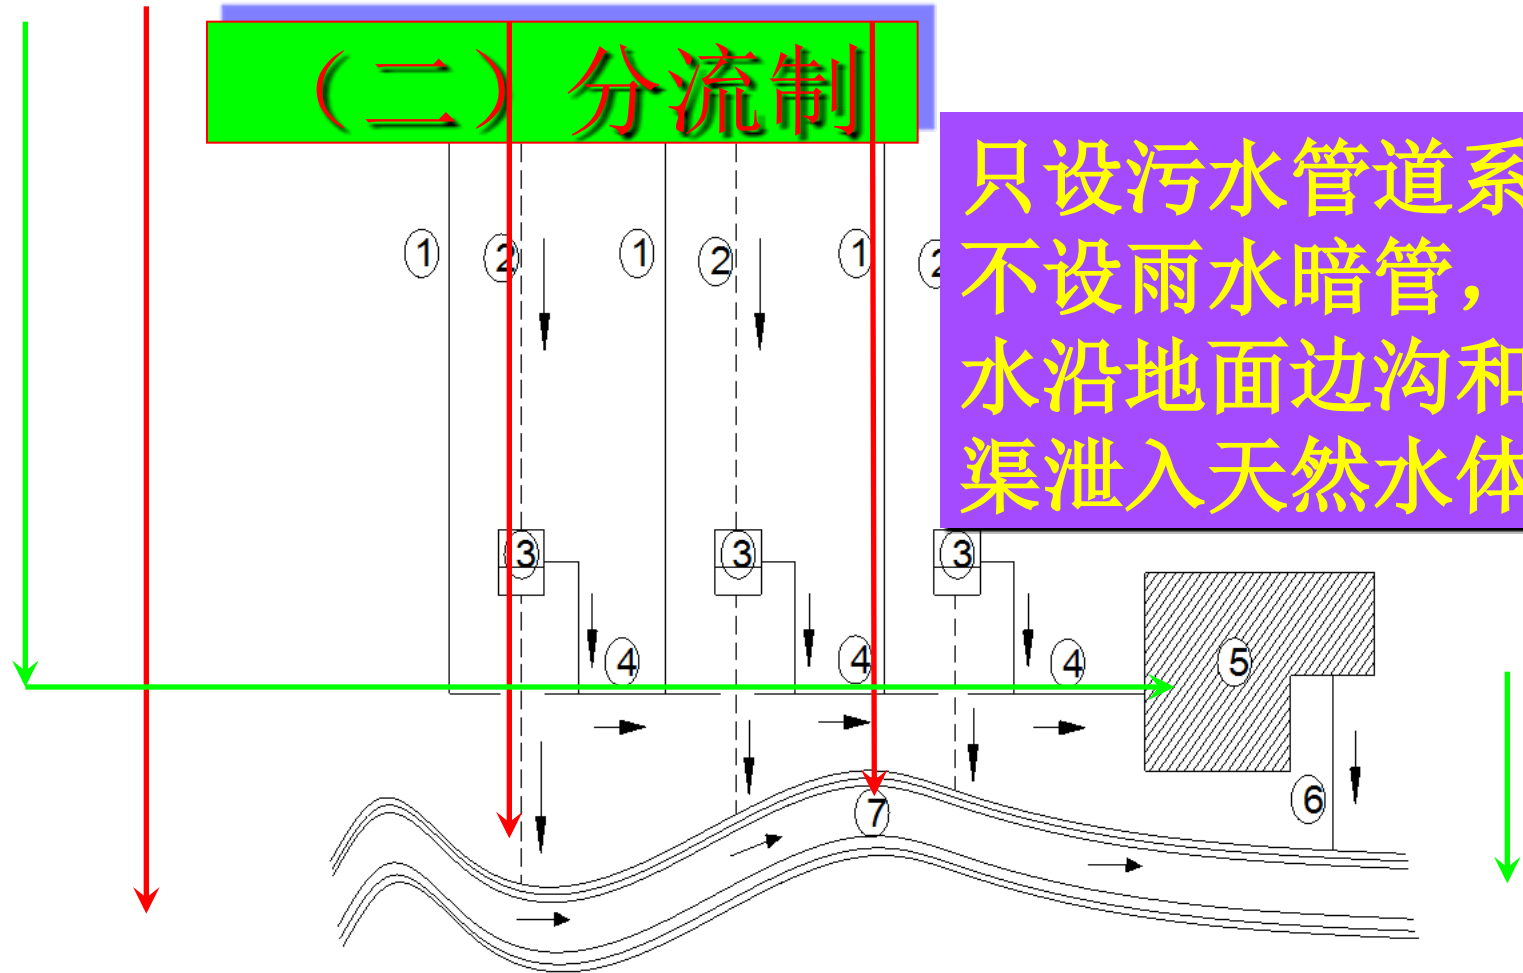 （二）分流制
只设污水管道系
不设雨水暗管，
水沿地面边沟和
渠泄入天然水体
① ② ① ② ① ②
③ ③ ③
④ ④ ④ ⑤
⑥
⑦